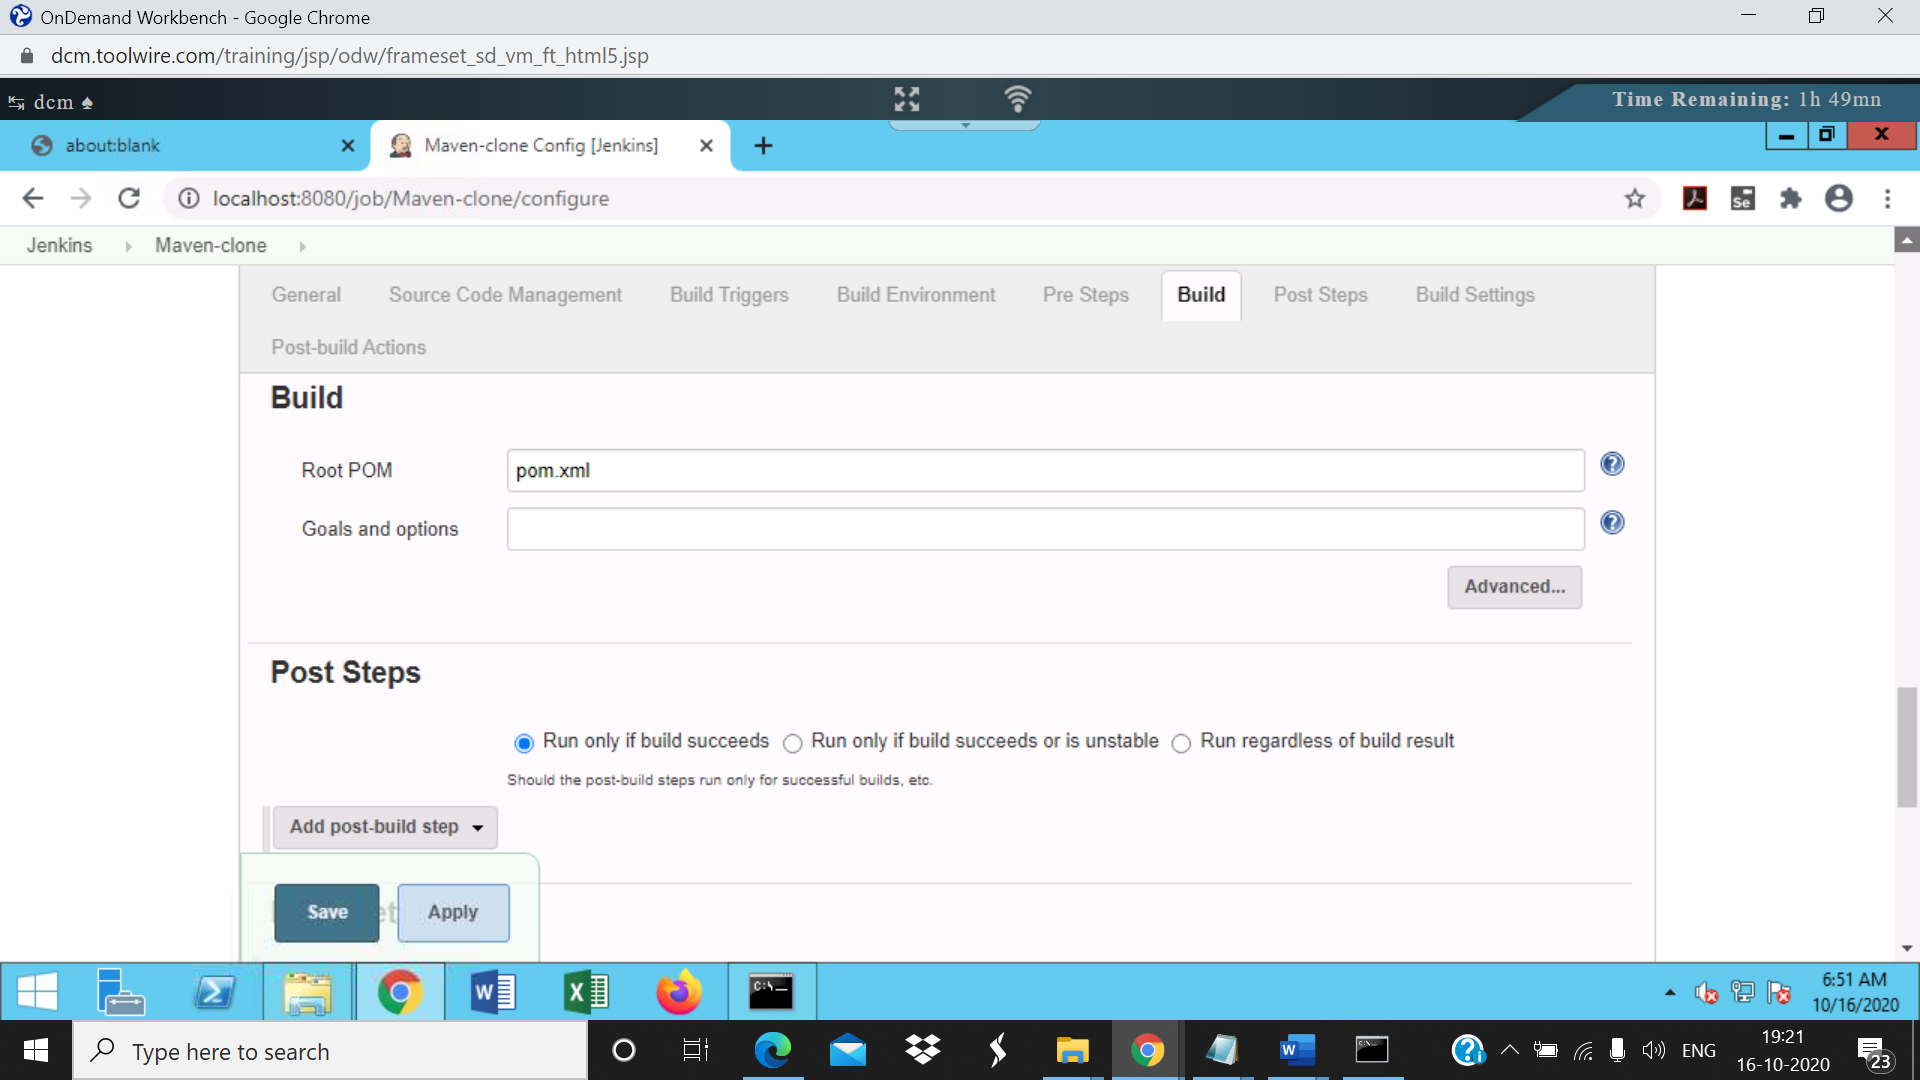 OnDemand Workbench - Google Chrome
dcm.toolwire.com/training/jsp/odw/frameset_sd_vm_ft_html5.jsp
dcm
Time Remaining: 1h 49mn
about:blank
Maven-clone Config [Jenkins]
localhost:8080/job/Maven-clone/configure
Se
Jenkins
Maven-clone
General
Source Code Management
Build Triggers
Build Environment
Pre Steps
Build
Post Steps
Build Settings
Post-build Actions
Build
Root POM
pom.xml
Goals and options
Advanced...
Post Steps
Run only if build succeeds
Run only if build succeeds or is unstable
Run regardless of build result
Should the post-build steps run only for successful builds, etc.
Add post-build step
Save
Apply
6:51 AM
10/16/2020
Type here to search
ENG
19:21
16-10-2020
23